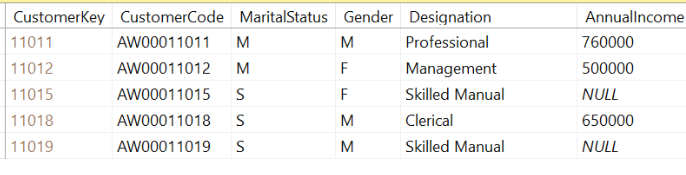 CustomerKey CustomerCode MaritalStatus Gender Designation AnnualIncome
11011 AW00011011 M M Professional 760000
11012 AW00011012 M F Management 500000
11015 AW00011015 S F Skilled Manual NULL
11018 AW00011018 S M Clerical 650000
11019 AW00011019 S M Skilled Manual NULL